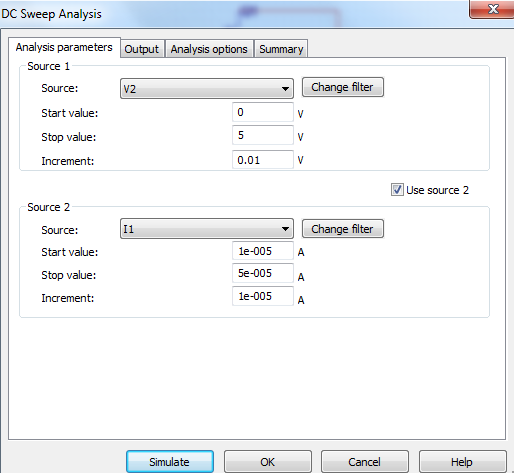 DC Sweep Analysis
Analysis parameters Output Analysis options Summary
Source 1
Source: V2 Change filter
Start value: 0 V
Stop value: 5 V
Increment: 0.01 V
Use source 2
Source 2
Source: I1 Change filter
Start value: 1e-005 A
Stop value: 5e-005 A
Increment: 1e-005 A
Simulate OK Cancel Help